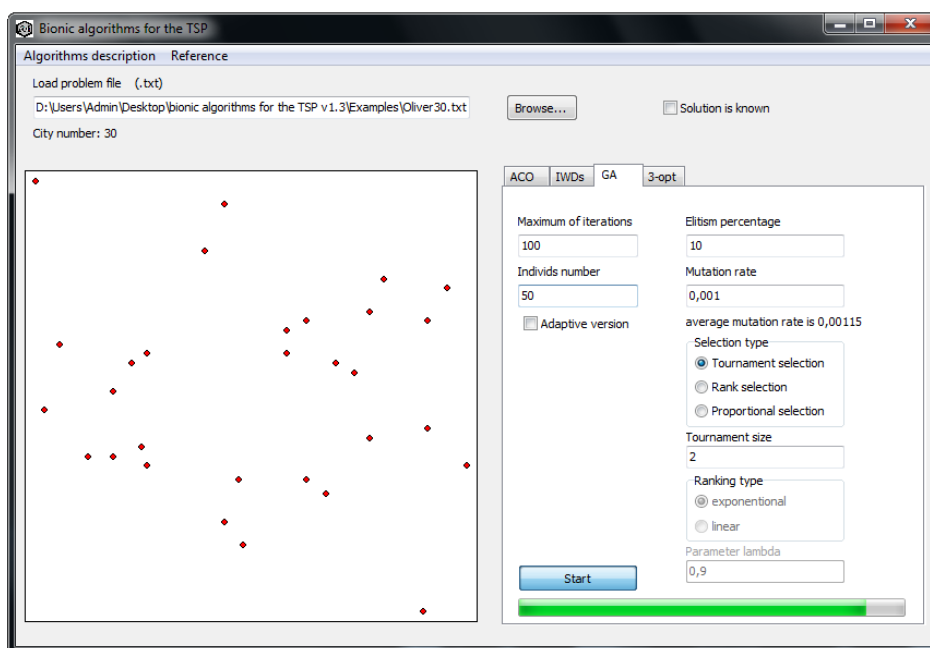 Bionic algorithms for the TSP
Algorithms description Reference
Load problem file (.txt)
D:\Users\Admin\Desktop\bionic algorithms for the TSP v1.3\Examples\Oliver30.txt
Browse...
Solution is known
City number: 30
ACO IWDs GA 3-opt
Maximum of iterations
100
Individs number
50
Adaptive version
Elitism percentage
10
Mutation rate
0,001
average mutation rate is 0,00115
Selection type
Tournament selection
Rank selection
Proportional selection
Tournament size
2
Ranking type
exponentional
linear
Parameter lambda
0,9
Start